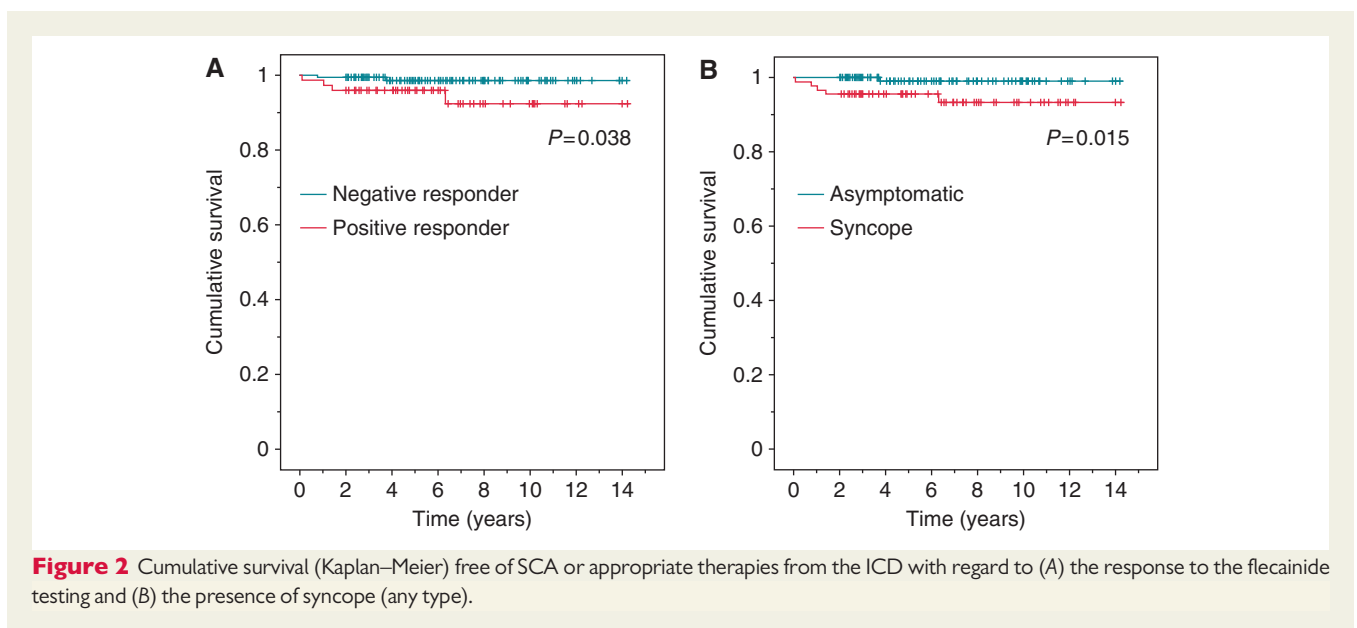 A
1
0.8
0.6
0.4
0.2
0
Cumulative survival
P=0.038
Negative responder
Positive responder
0 2 4 6 8 10 12 14
Time (years)
B
1
0.8
0.6
0.4
0.2
0
Cumulative survival
P=0.015
Asymptomatic
Syncope
0 2 4 6 8 10 12 14
Time (years)
Figure 2 Cumulative survival (Kaplan–Meier) free of SCA or appropriate therapies from the ICD with regard to (A) the response to the flecainide
testing and (B) the presence of syncope (any type).